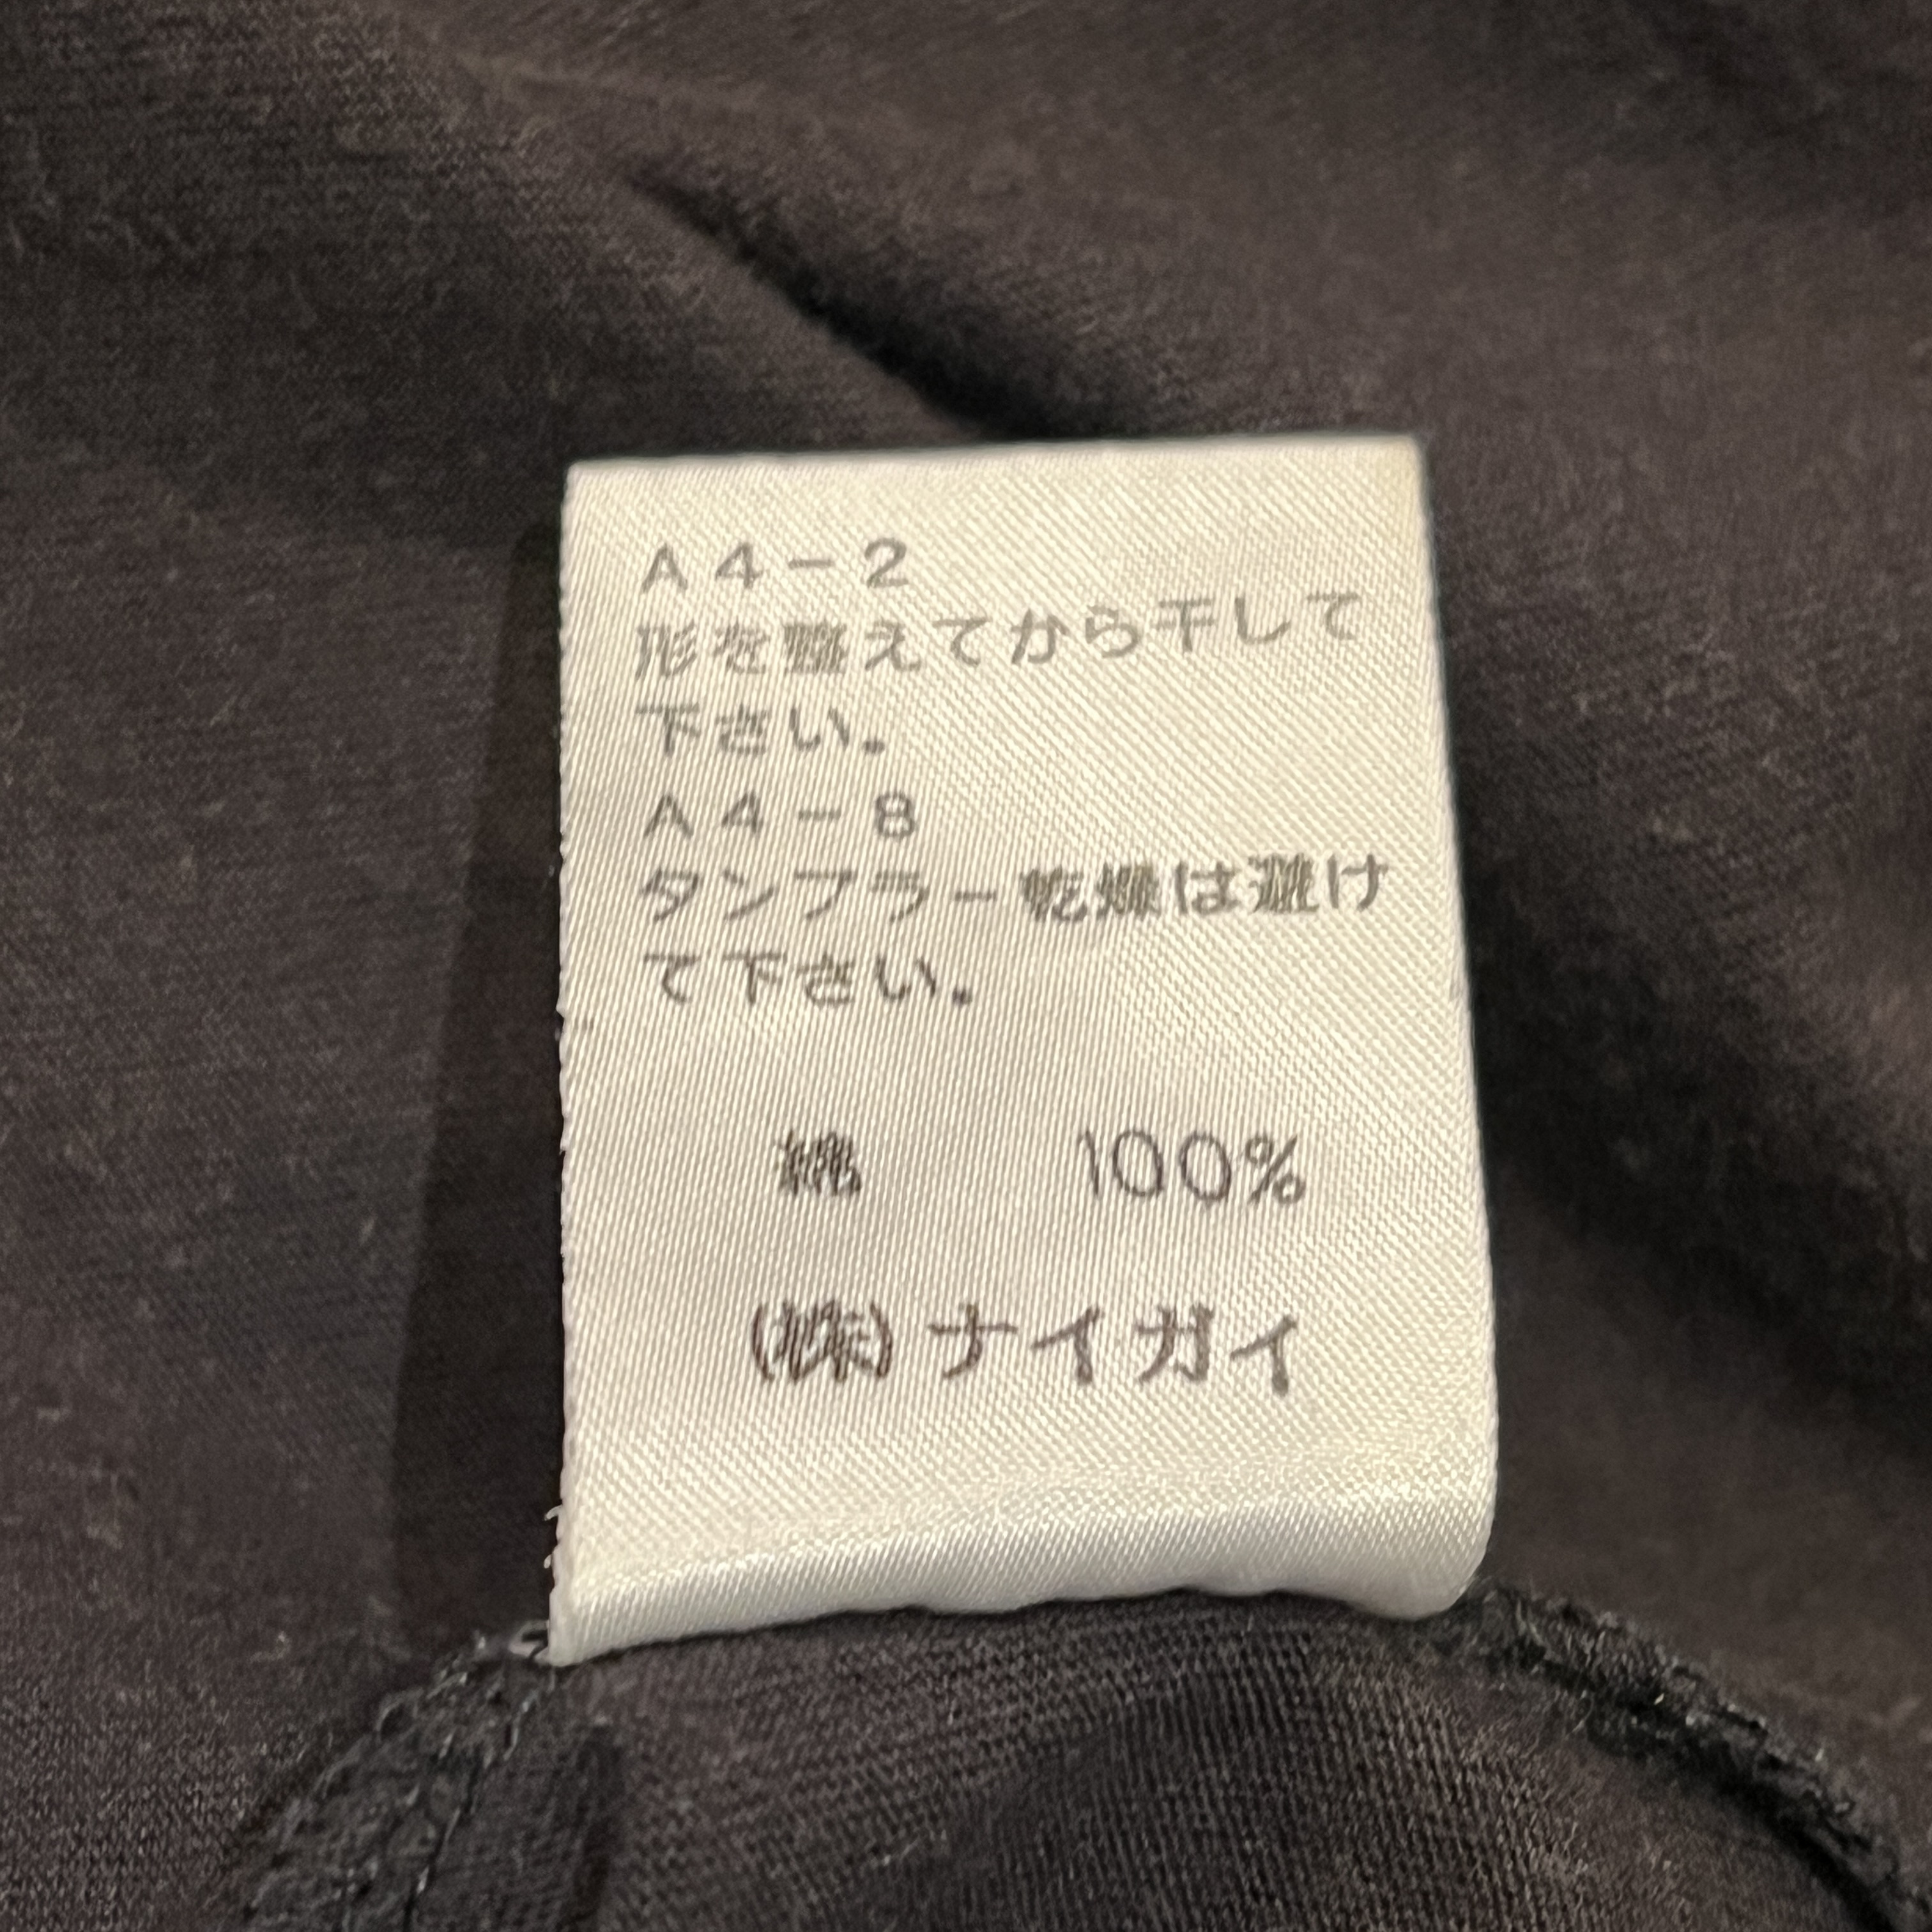 A4-2
形を整えてから干して
下さい。
A4-8
タンブラー乾燥は避け
て下さい。
綿 100%
(株)ナイガイ